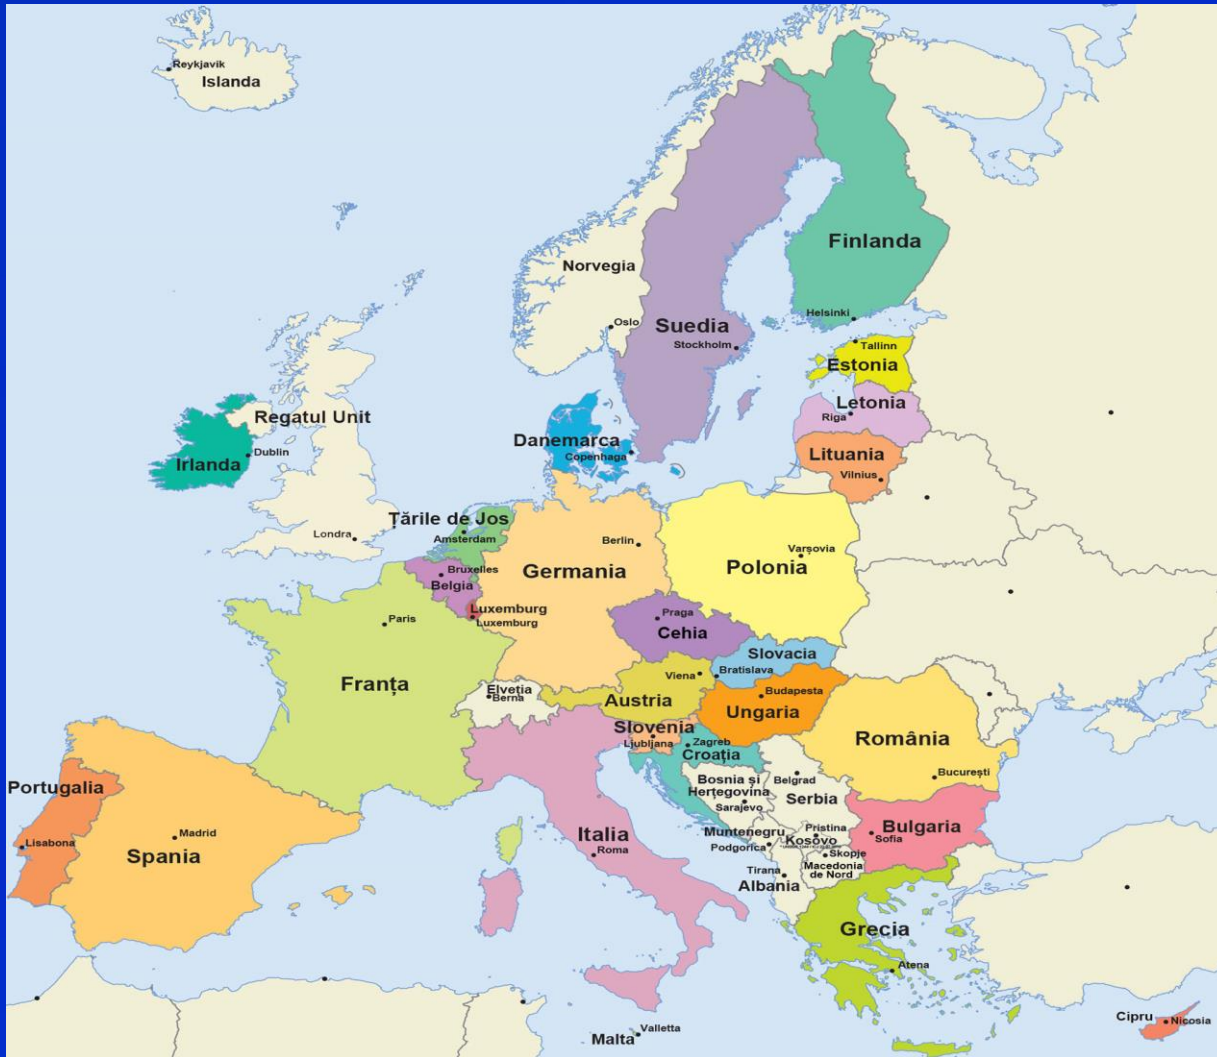 Reykjavik
Islanda
Norvegia
Oslo
Suedia
Stockholm
Finlanda
Helsinki
Tallinn
Estonia
Letonia
Riga
Lituania
Vilnius
Regatul Unit
Irlanda
Dublin
Londra
Danemarca
Copenhaga
Țările de Jos
Amsterdam
Bruxelles
Belgia
Luxemburg
Luxemburg
Berlin
Germania
Varșovia
Polonia
Praga
Cehia
Slovacia
Bratislava
Viena
Austria
Budapesta
Ungaria
Paris
Franța
Elveția
Berna
Slovenia
Ljubljana
Zagreb
Croația
România
București
Bosnia și
Herțegovina
Sarajevo
Belgrad
Serbia
Muntenegru
Podgorica
Pristina
Kosovo
Skopje
Macedonia
de Nord
Tirana
Albania
Bulgaria
Sofia
Grecia
Atena
Italia
Roma
Portugalia
Lisabona
Madrid
Spania
Valletta
Malta
Cipru
Nicosia